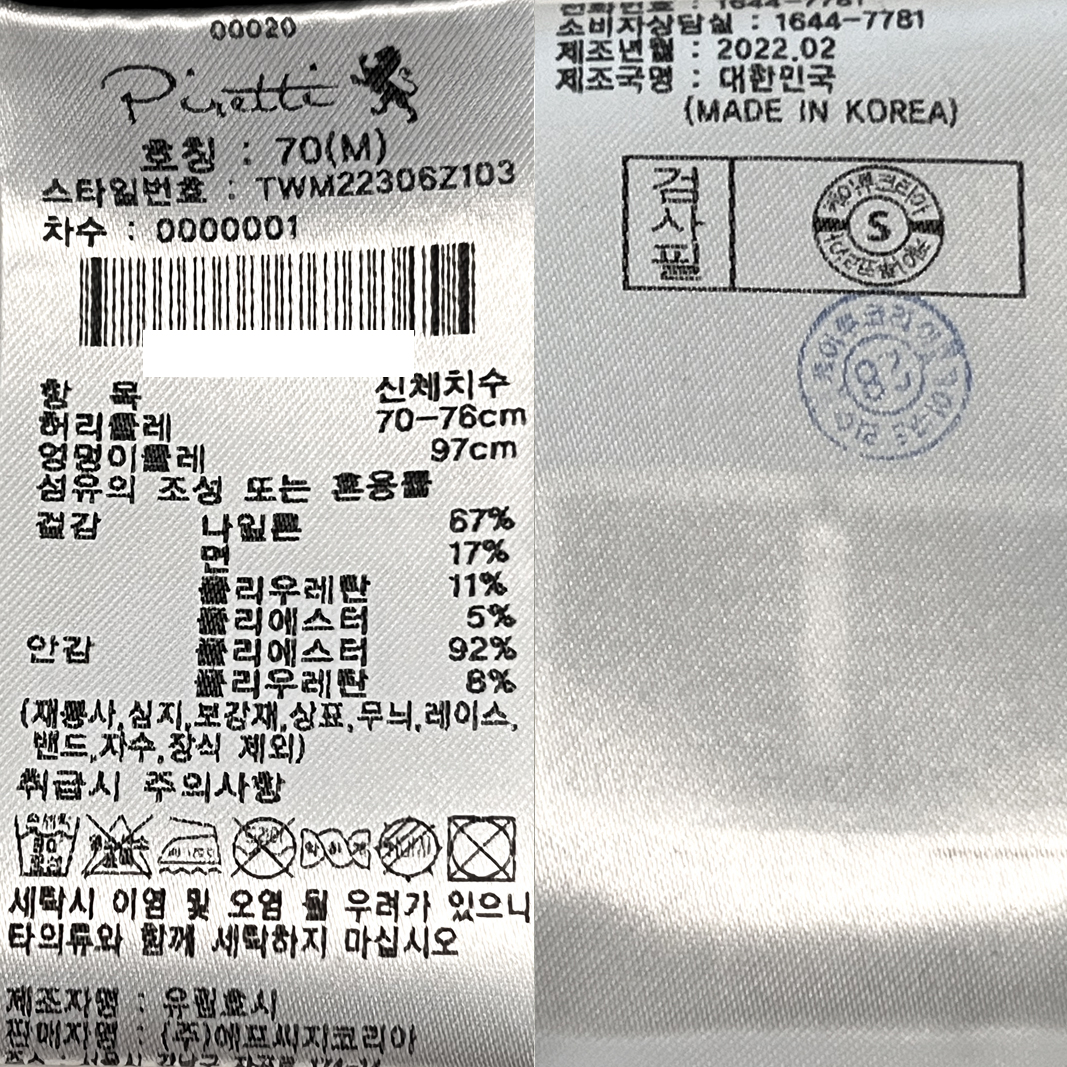 00020
Piretti
호칭 : 70(M)
스타일번호 : TWM22306Z103
차수 : 0000001
항 목 신체치수
허리둘레 70-76cm
엉덩이둘레 97cm
섬유의 조성 또는 혼용률
겉감 나일론 67%
면 17%
폴리우레탄 11%
폴리에스터 5%
안감 폴리에스터 92%
폴리우레탄 8%
(재봉사,심지,보강재,상표,무늬,레이스,
밴드,자수,장식 제외)
취급시 주의사항
세탁시 이염 및 오염 될 우려가 있으니
타의류와 함께 세탁하지 마십시오
제조자명 : 유림효시
판매자명 : (주)에프씨지코리아
소비자상담실 : 1644-7781
제조년월 : 2022.02
제조국명 : 대한민국
(MADE IN KOREA)
검사필
케이투코리아
S